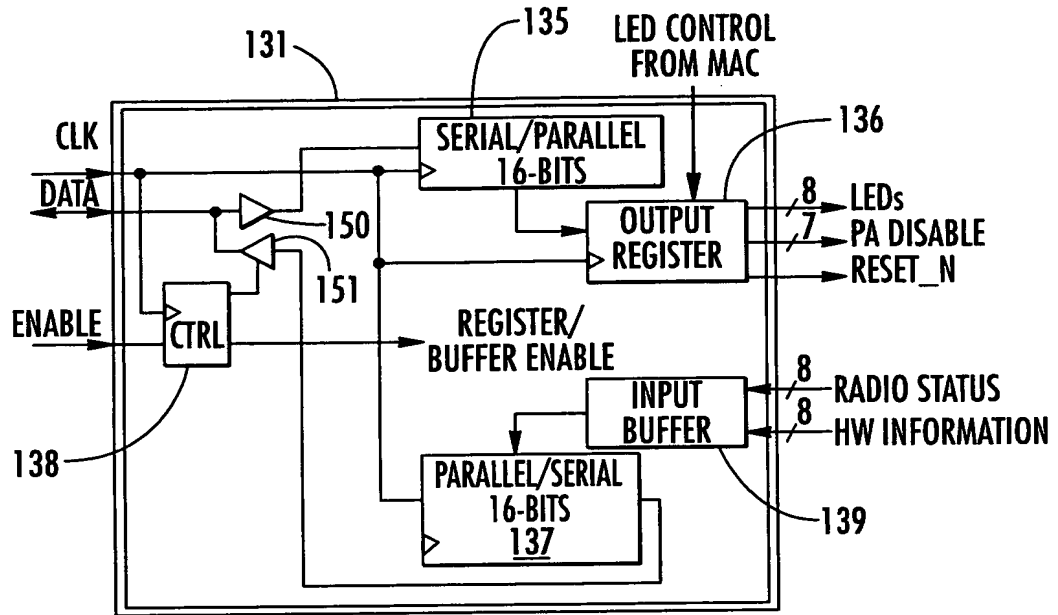 135
LED CONTROL
FROM MAC
131
136
CLK
SERIAL/PARALLEL
16-BITS
DATA
8
LEDs
150
OUTPUT
REGISTER
7
PA DISABLE
RESET_N
151
ENABLE
CTRL
REGISTER/
BUFFER ENABLE
8
RADIO STATUS
INPUT
BUFFER
8
HW INFORMATION
138
PARALLEL/SERIAL
16-BITS
137
139